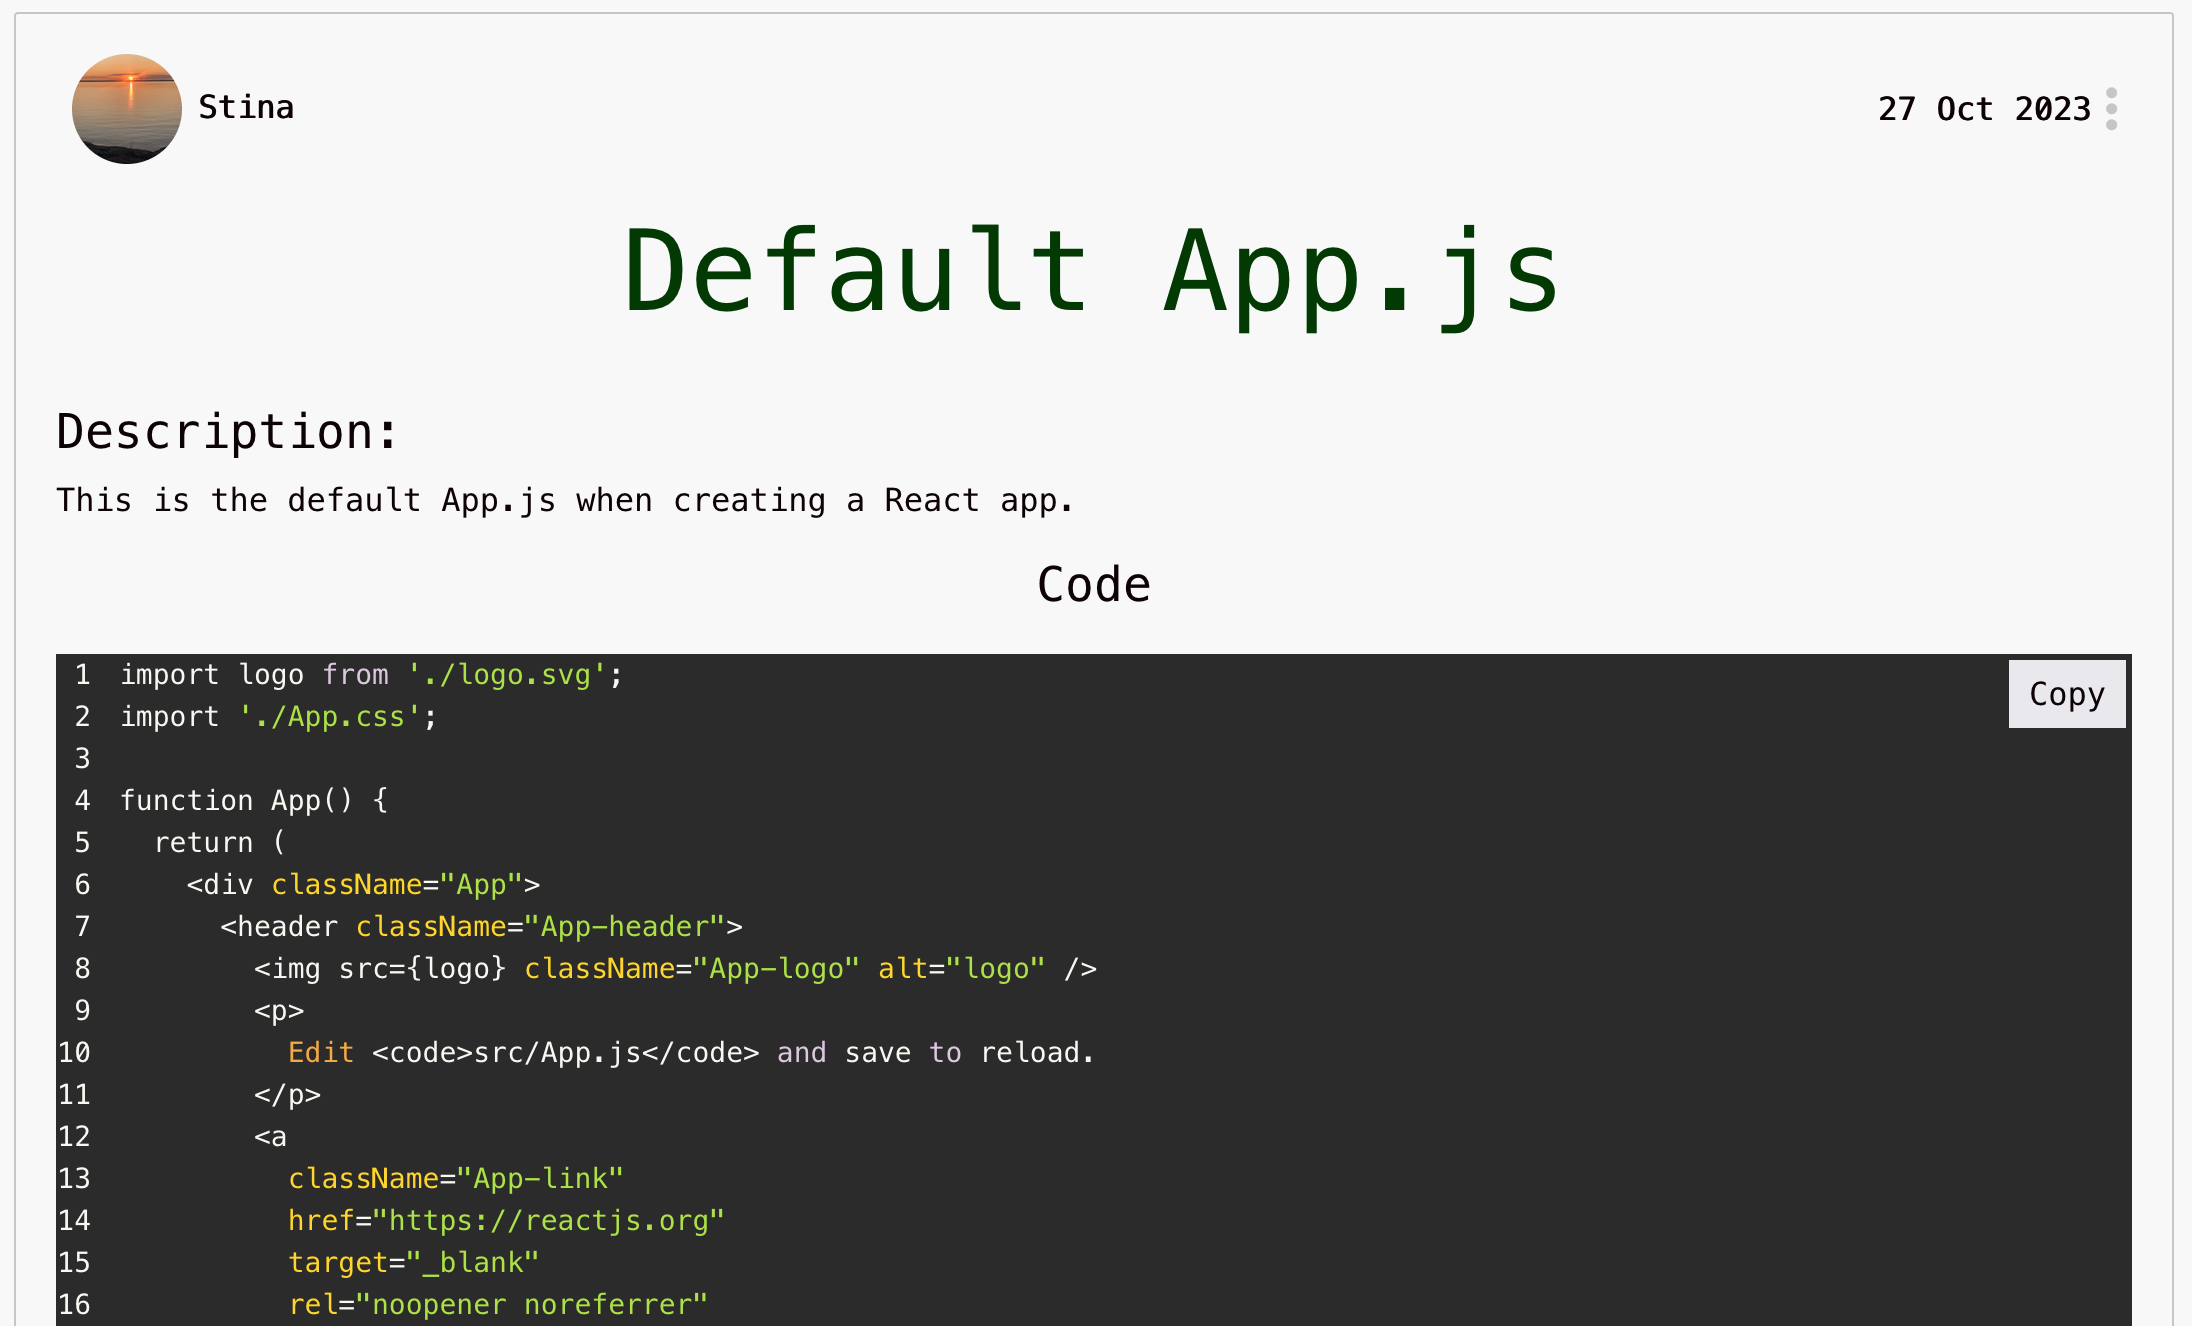 Stina
27 Oct 2023
Default App.js
Description:
This is the default App.js when creating a React app.
Code
Copy
1 import logo from './logo.svg';
2 import './App.css';
3
4 function App() {
5   return (
6     <div className="App">
7       <header className="App-header">
8         <img src={logo} className="App-logo" alt="logo" />
9         <p>
10           Edit <code>src/App.js</code> and save to reload.
11         </p>
12         <a
13           className="App-link"
14           href="https://reactjs.org"
15           target="_blank"
16           rel="noopener noreferrer"